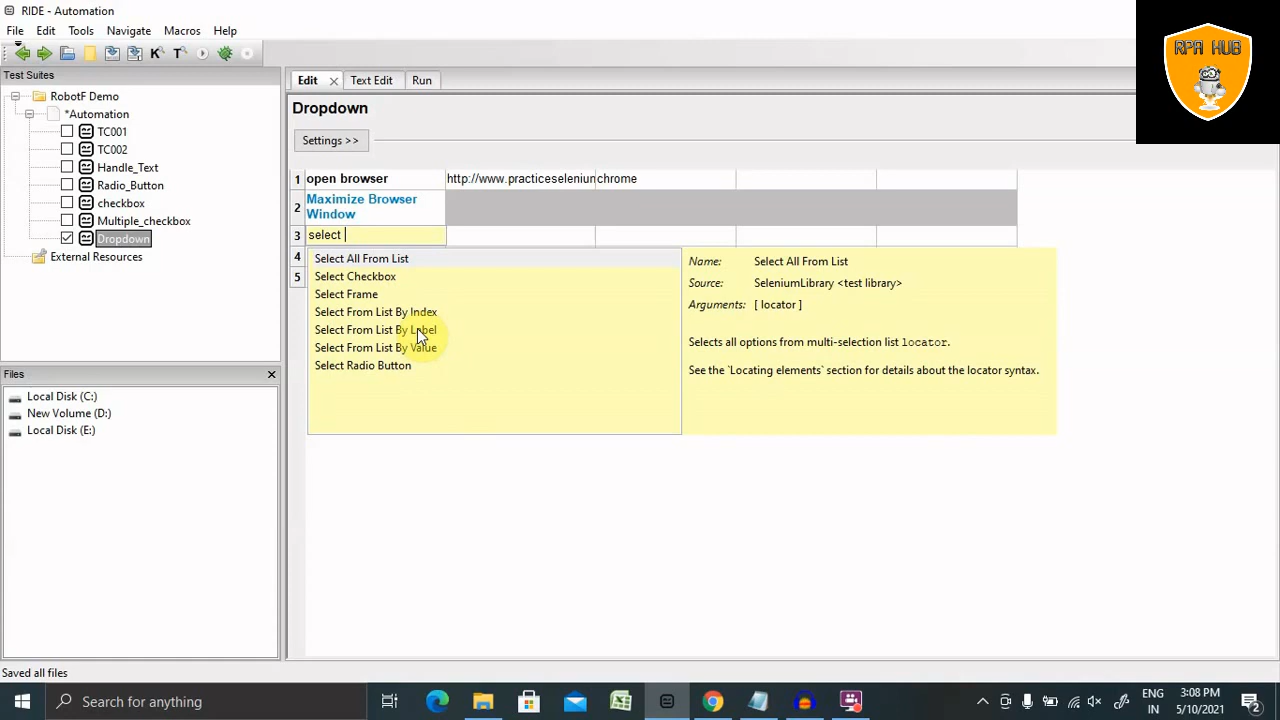 RIDE - Automation
File Edit Tools Navigate Macros Help
RPA HUB
Test Suites
RobotF Demo
*Automation
TC001
TC002
Handle_Text
Radio_Button
checkbox
Multiple_checkbox
Dropdown
External Resources
Files
Local Disk (C:)
New Volume (D:)
Local Disk (E:)
Edit Text Edit Run
Dropdown
Settings >>
1 open browser http://www.practiceselenium chrome
2 Maximize Browser
Window
3 select
4
5
Select All From List
Select Checkbox
Select Frame
Select From List By Index
Select From List By Label
Select From List By Value
Select Radio Button
Name: Select All From List
Source: SeleniumLibrary <test library>
Arguments: [ locator ]
Selects all options from multi-selection list locator.
See the `Locating elements` section for details about the locator syntax.
Saved all files
Search for anything
ENG
IN
3:08 PM
5/10/2021
2